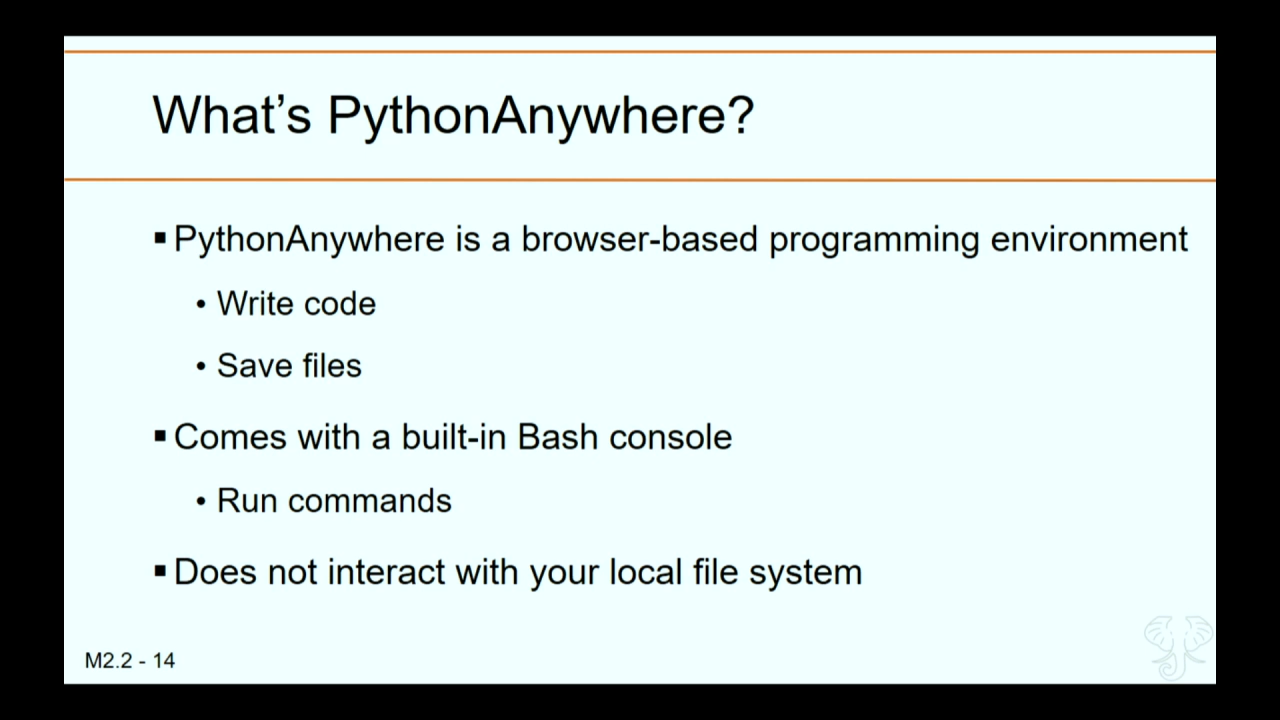 What's PythonAnywhere?
▪ PythonAnywhere is a browser-based programming environment
• Write code
• Save files
▪ Comes with a built-in Bash console
• Run commands
▪ Does not interact with your local file system
M2.2 - 14